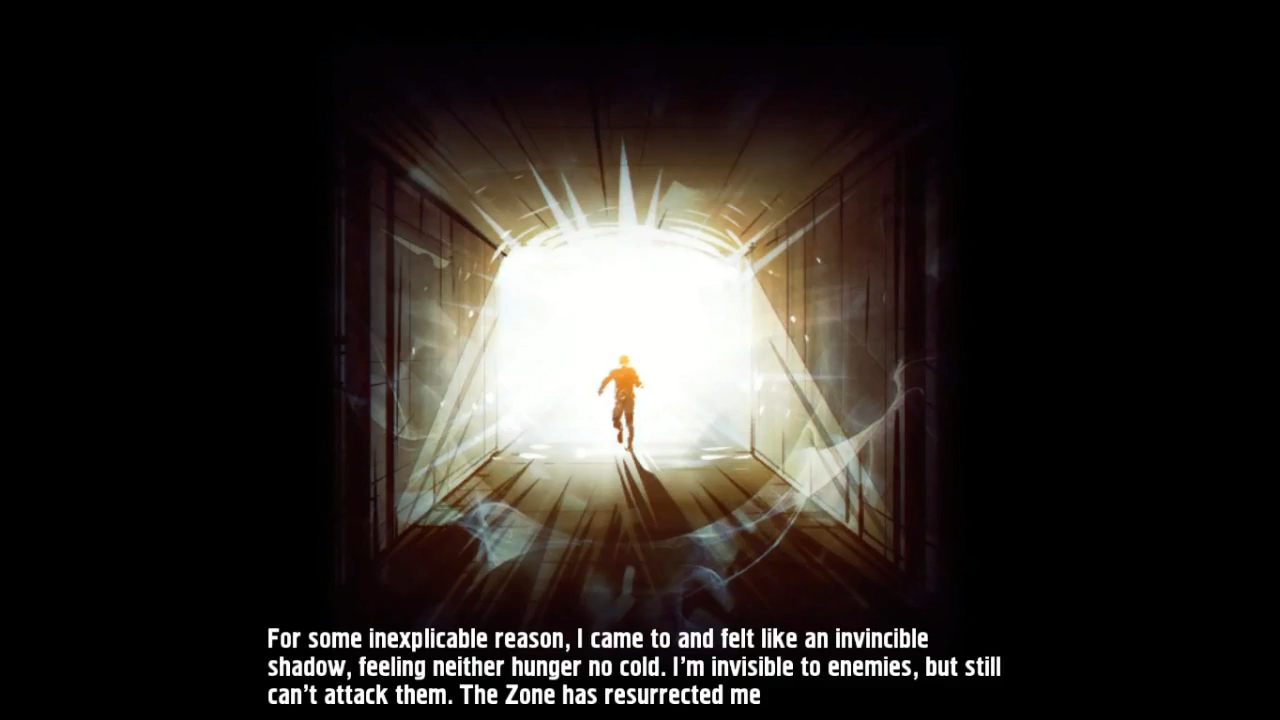 For some inexplicable reason, I came to and felt like an invincible
shadow, feeling neither hunger no cold. I'm invisible to enemies, but still
can't attack them. The Zone has resurrected me